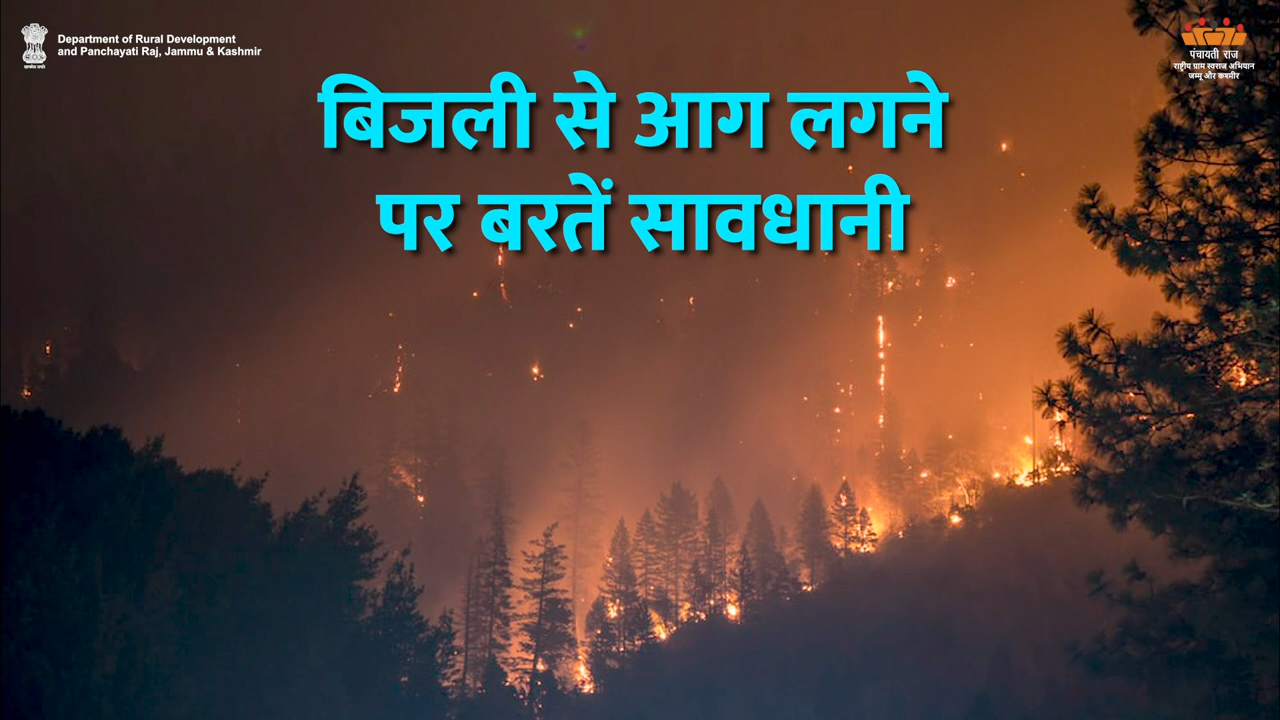 Department of Rural Development
and Panchayati Raj, Jammu & Kashmir
पंचायती राज
राष्ट्रीय ग्राम स्वराज अभियान
जम्मू और कश्मीर
बिजली से आग लगने
पर बरतें सावधानी